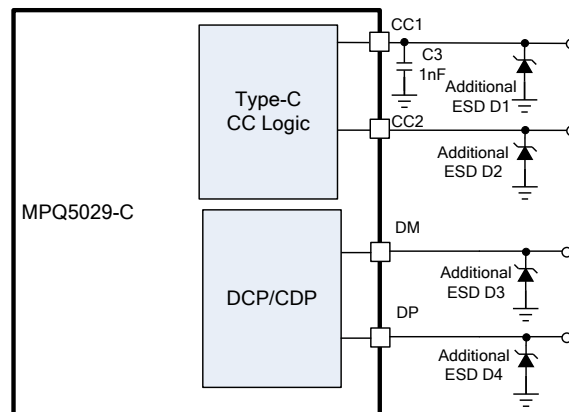 CC1
C3
1nF
Additional
ESD D1
Type-C
CC Logic
CC2
Additional
ESD D2
MPQ5029-C
DM
Additional
ESD D3
DCP/CDP
DP
Additional
ESD D4